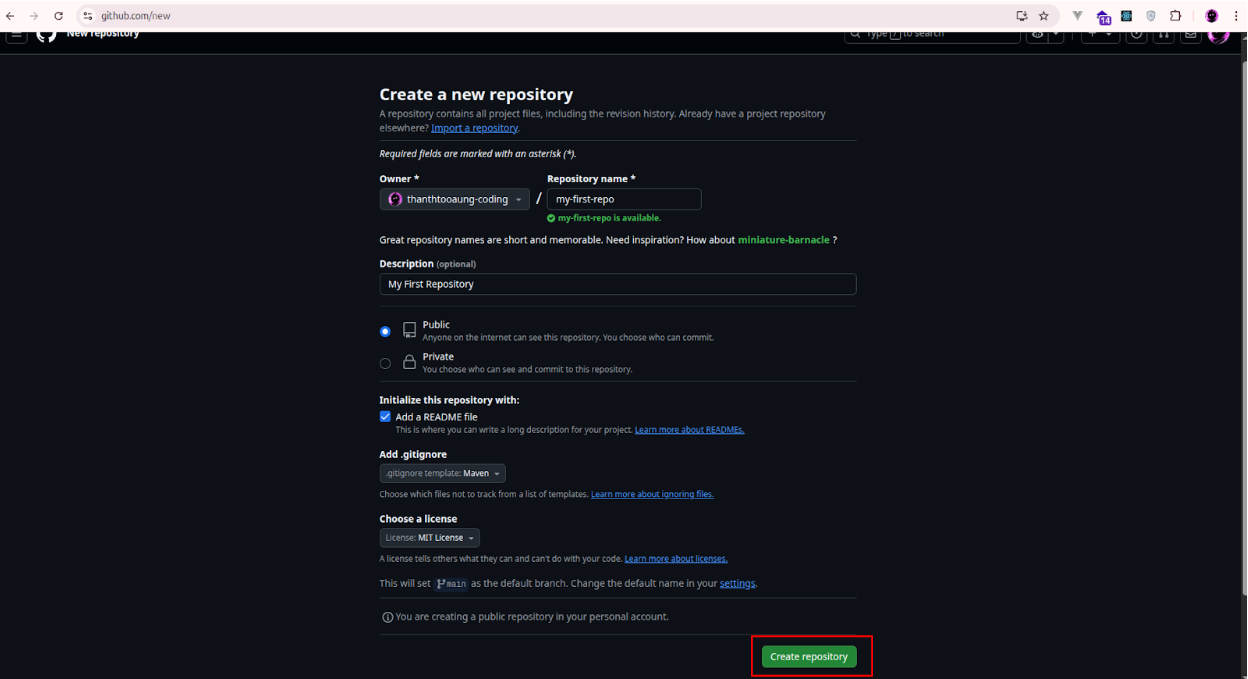 github.com/new
14
New repository
Type / to search
Create a new repository
A repository contains all project files, including the revision history. Already have a project repository
elsewhere? Import a repository.
Required fields are marked with an asterisk (*).
Owner * Repository name *
thanhtooaung-coding / my-first-repo
my-first-repo is available.
Great repository names are short and memorable. Need inspiration? How about miniature-barnacle ?
Description (optional)
My First Repository
Public
Anyone on the internet can see this repository. You choose who can commit.
Private
You choose who can see and commit to this repository.
Initialize this repository with:
Add a README file
This is where you can write a long description for your project. Learn more about READMEs.
Add .gitignore
.gitignore template: Maven
Choose which files not to track from a list of templates. Learn more about ignoring files.
Choose a license
License: MIT License
A license tells others what they can and can't do with your code. Learn more about licenses.
This will set main as the default branch. Change the default name in your settings.
You are creating a public repository in your personal account.
Create repository